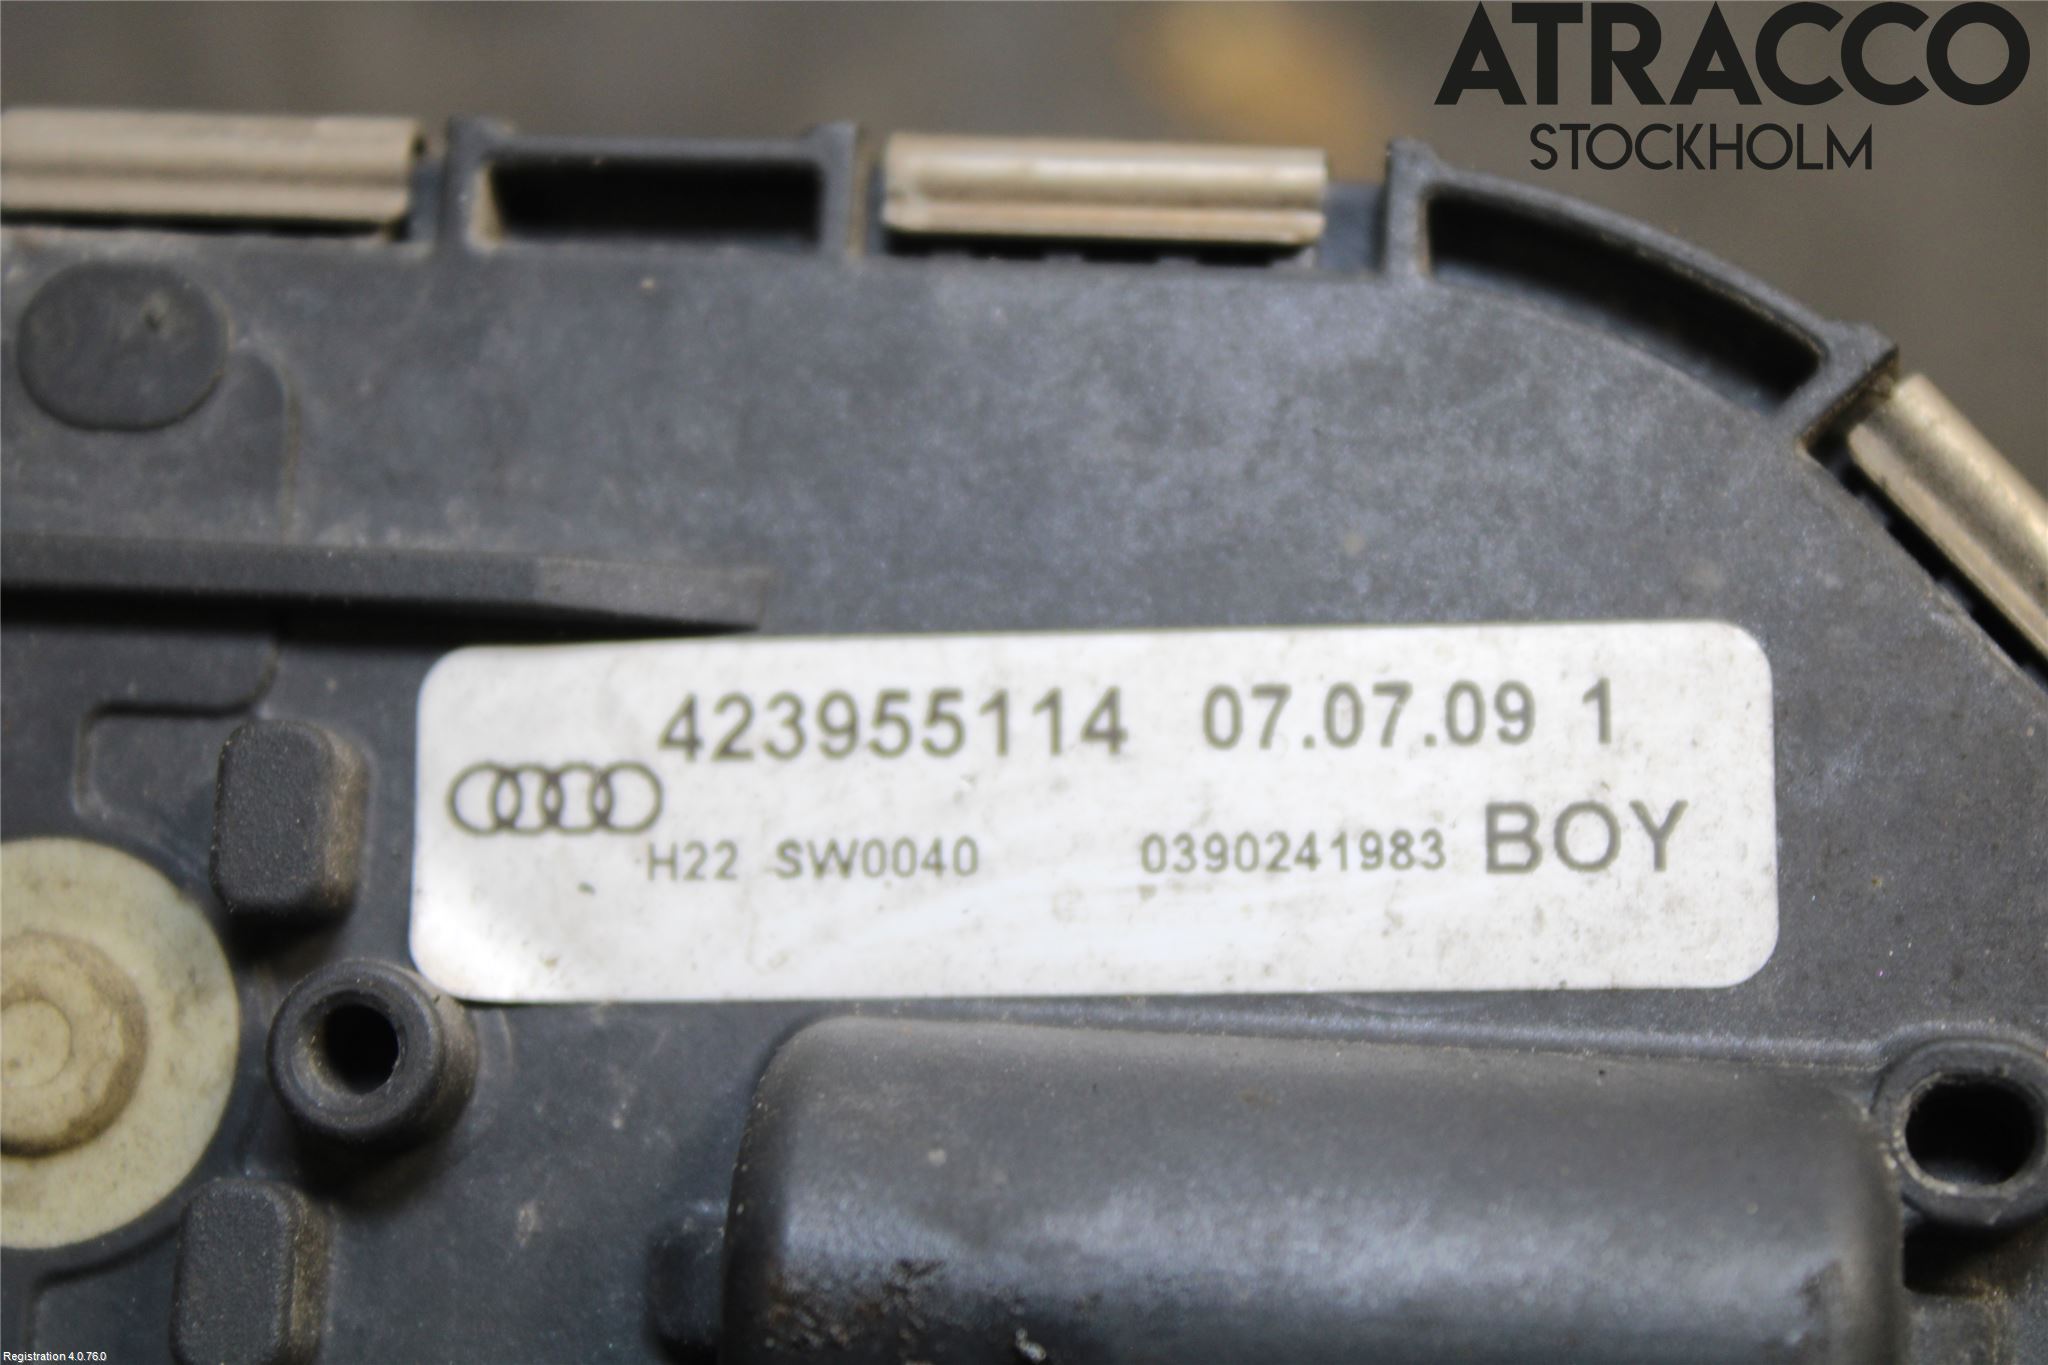 ATRACCO
STOCKHOLM
423955114 07.07.09 1
H22 SW0040 0390241983 BOY
Registration 4.0.76.0